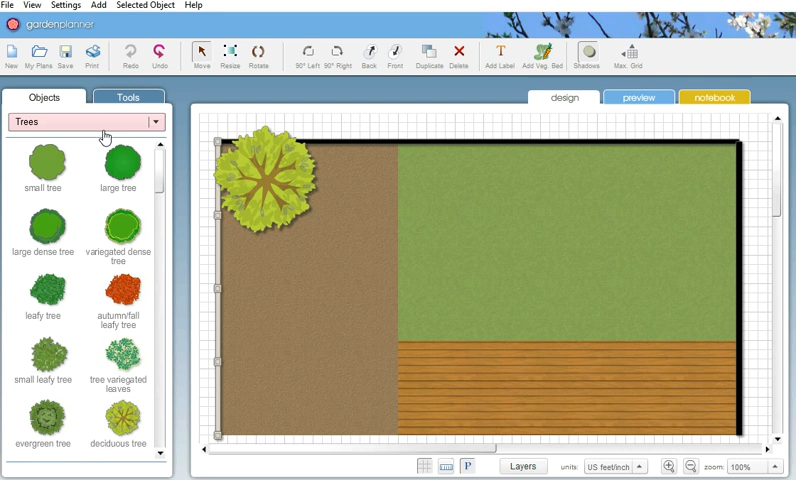 File View Settings Add Selected Object Help
gardenplanner
New My Plans Save Print Redo Undo Move Resize Rotate 90° Left 90° Right Back Front Duplicate Delete Add Label Add Veg. Bed Shadows Max. Grid
Objects Tools
design preview notebook
Trees
small tree large tree
large dense tree variegated dense
tree
leafy tree autumn/fall
leafy tree
small leafy tree tree variegated
leaves
evergreen tree deciduous tree
P Layers units: US feet/inch zoom: 100%